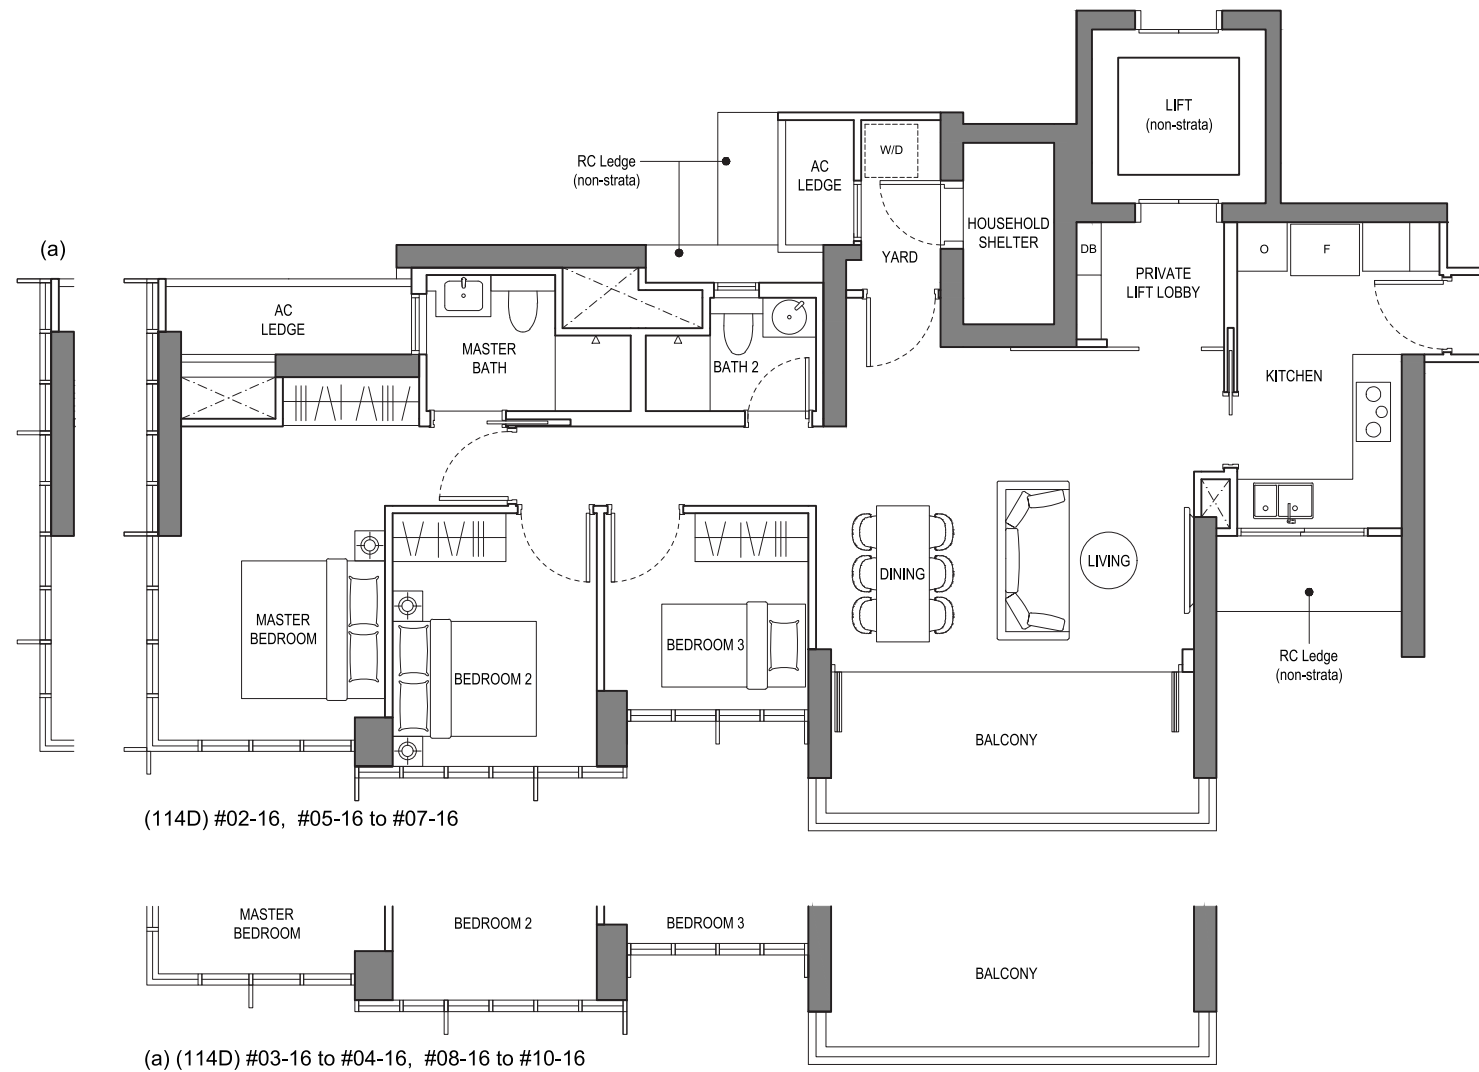 LIFT
(non-strata)
RC Ledge
(non-strata)
AC
LEDGE
W/D
HOUSEHOLD
SHELTER
YARD
DB
PRIVATE
LIFT LOBBY
O
F
(a)
AC
LEDGE
MASTER
BATH
BATH 2
KITCHEN
MASTER
BEDROOM
BEDROOM 2
BEDROOM 3
DINING
LIVING
RC Ledge
(non-strata)
BALCONY
(114D) #02-16, #05-16 to #07-16
MASTER
BEDROOM
BEDROOM 2
BEDROOM 3
BALCONY
(a) (114D) #03-16 to #04-16, #08-16 to #10-16